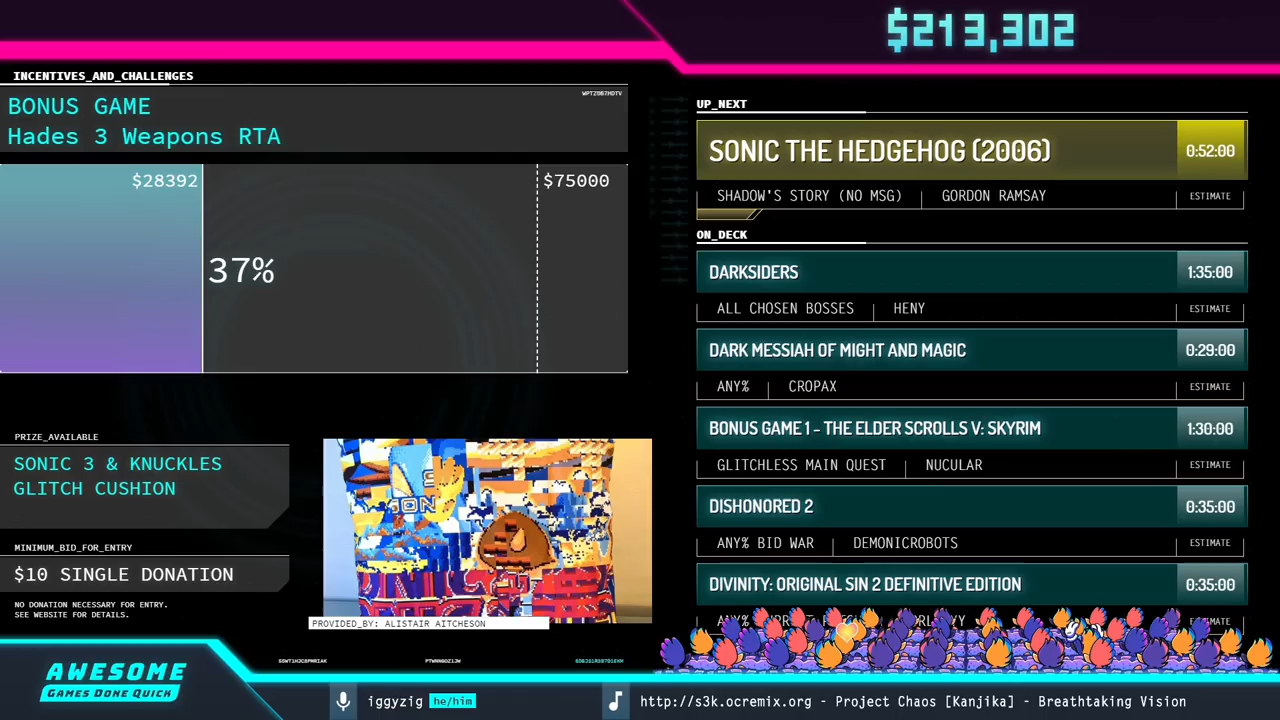 $213,302
INCENTIVES_AND_CHALLENGES
BONUS GAME
Hades 3 Weapons RTA
$28392
$75000
37%
PRIZE_AVAILABLE
SONIC 3 & KNUCKLES
GLITCH CUSHION
MINIMUM_BID_FOR_ENTRY
$10 SINGLE DONATION
NO DONATION NECESSARY FOR ENTRY.
SEE WEBSITE FOR DETAILS.
PROVIDED_BY: ALISTAIR AITCHESON
UP_NEXT
SONIC THE HEDGEHOG (2006) 0:52:00
SHADOW'S STORY (NO MSG) GORDON RAMSAY ESTIMATE
ON_DECK
DARKSIDERS 1:35:00
ALL CHOSEN BOSSES HENY ESTIMATE
DARK MESSIAH OF MIGHT AND MAGIC 0:29:00
ANY% CROPAX ESTIMATE
BONUS GAME 1 - THE ELDER SCROLLS V: SKYRIM 1:30:00
GLITCHLESS MAIN QUEST NUCULAR ESTIMATE
DISHONORED 2 0:35:00
ANY% BID WAR DEMONICROBOTS ESTIMATE
DIVINITY: ORIGINAL SIN 2 DEFINITIVE EDITION 0:35:00
AWESOME
GAMES DONE QUICK
iggyzig he/him
http://s3k.ocremix.org - Project Chaos [Kanjika] - Breathtaking Vision